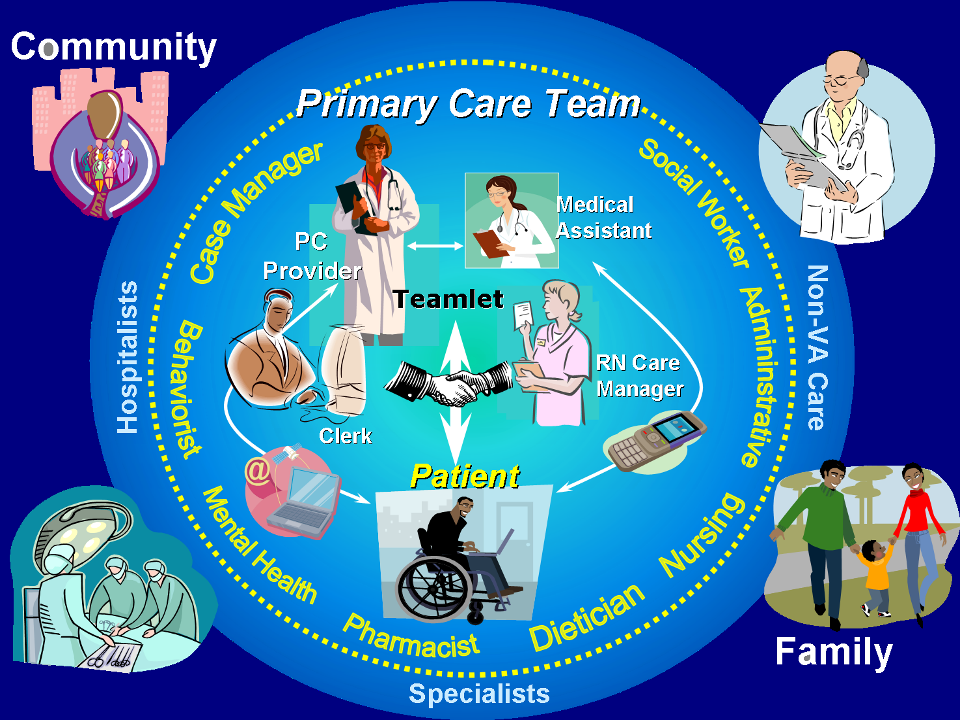 Community
Primary Care Team
Case Manager
Social Worker
Medical
Assistant
PC
Provider
Teamlet
Hospitalists
Behaviorist
Admininstrative
Non-VA Care
RN Care
Manager
Clerk
@
Patient
Mental Health
Nursing
Pharmacist
Dietician
Family
Specialists